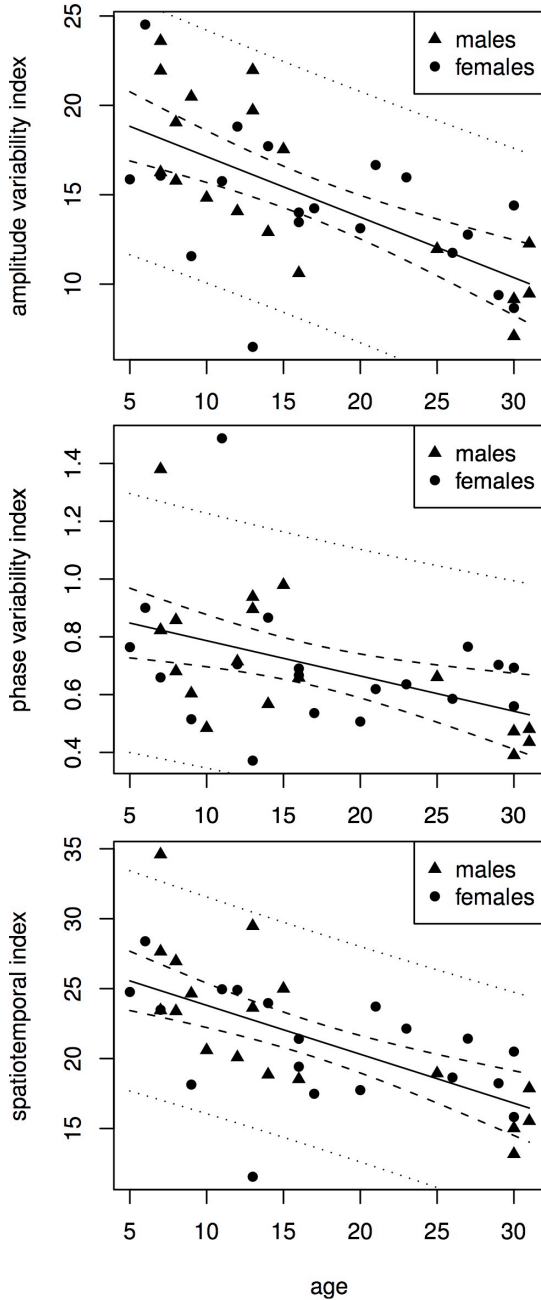 amplitude variability index
25
20
15
10
males
females
5 10 15 20 25 30
phase variability index
1.4
1.2
1.0
0.8
0.6
0.4
males
females
5 10 15 20 25 30
spatiotemporal index
35
30
25
20
15
males
females
5 10 15 20 25 30
age